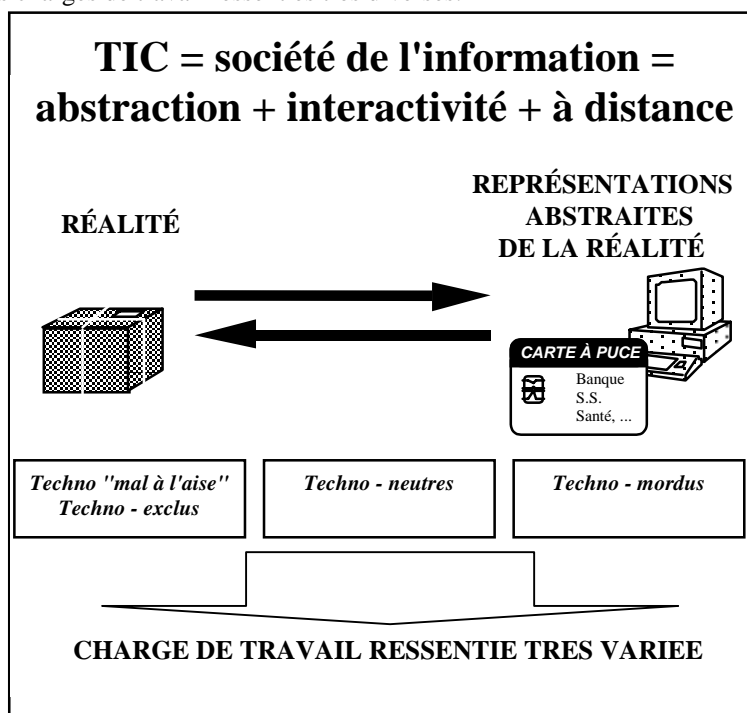 TIC = société de l'information =
abstraction + interactivité + à distance
REPRÉSENTATIONS
ABSTRAITES
DE LA RÉALITÉ
RÉALITÉ
CARTE À PUCE
Banque
S.S.
Santé, ...
Techno "mal à l'aise"
Techno - exclus
Techno - neutres
Techno - mordus
CHARGE DE TRAVAIL RESSENTIE TRES VARIEE